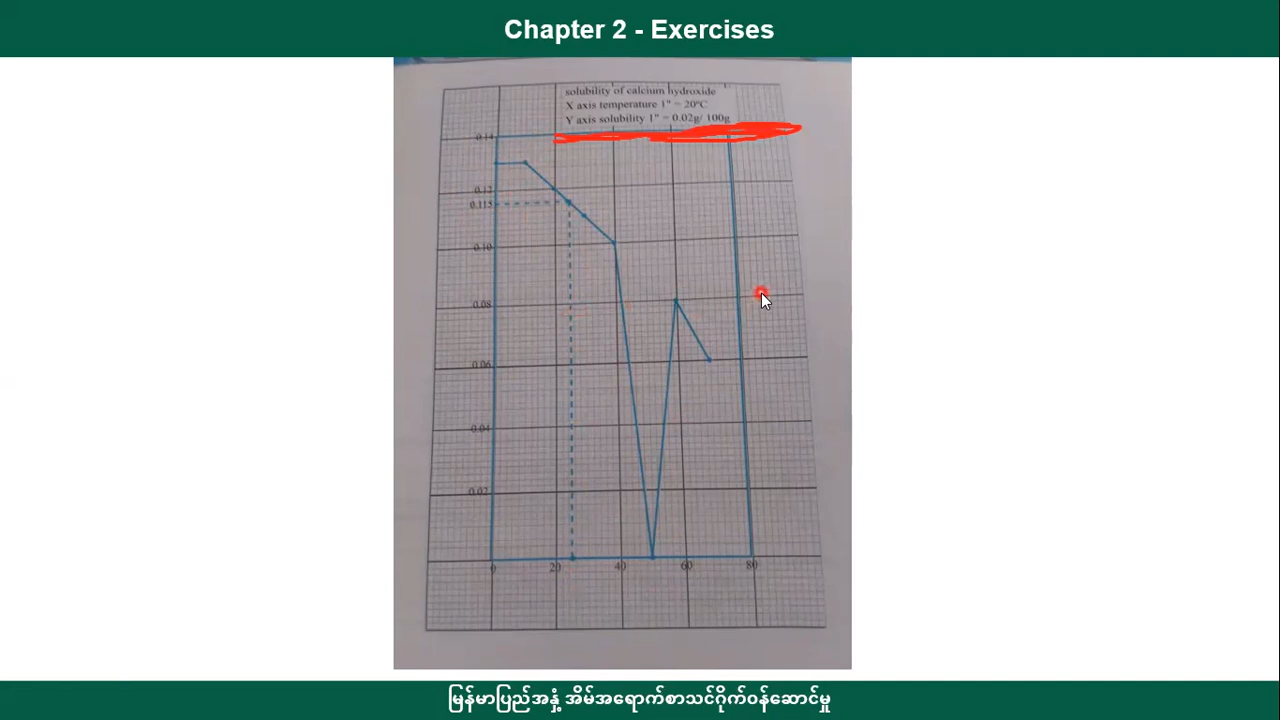 Chapter 2 - Exercises
solubility of calcium hydroxide
X axis temperature 1" = 20ºC
Y axis solubility 1" = 0.02g/ 100g
0.14
0.12
0.115
0.10
0.08
0.06
0.04
0.02
0 20 40 60 80
မြန်မာပြည်အနှံ့ အိမ်အရောက်စာသင်ဂိုက်ဝန်ဆောင်မှု